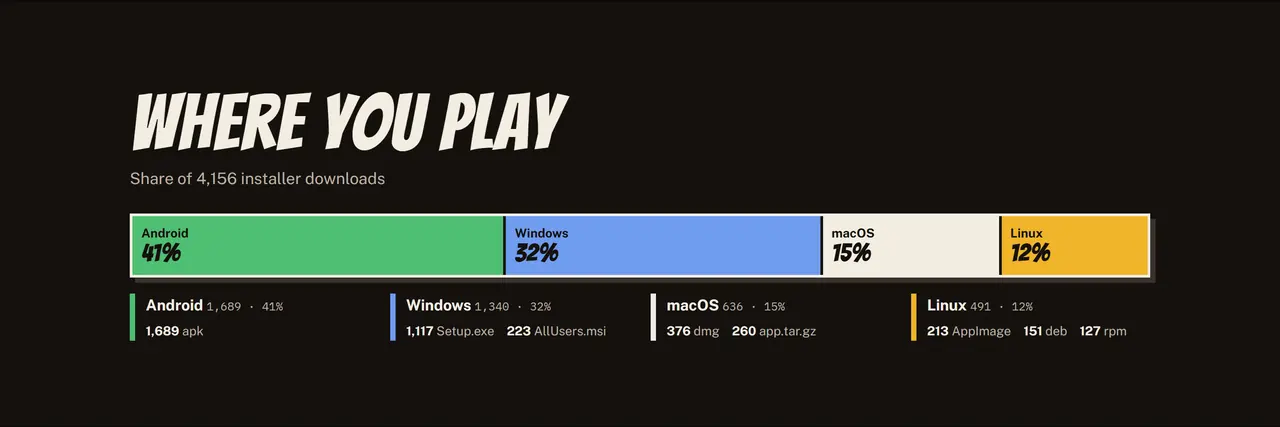 WHERE YOU PLAY
Share of 4,156 installer downloads
Android
41%
Windows
32%
macOS
15%
Linux
12%
Android 1,689 · 41%
1,689 apk
Windows 1,340 · 32%
1,117 Setup.exe 223 AllUsers.msi
macOS 636 · 15%
376 dmg 260 app.tar.gz
Linux 491 · 12%
213 AppImage 151 deb 127 rpm